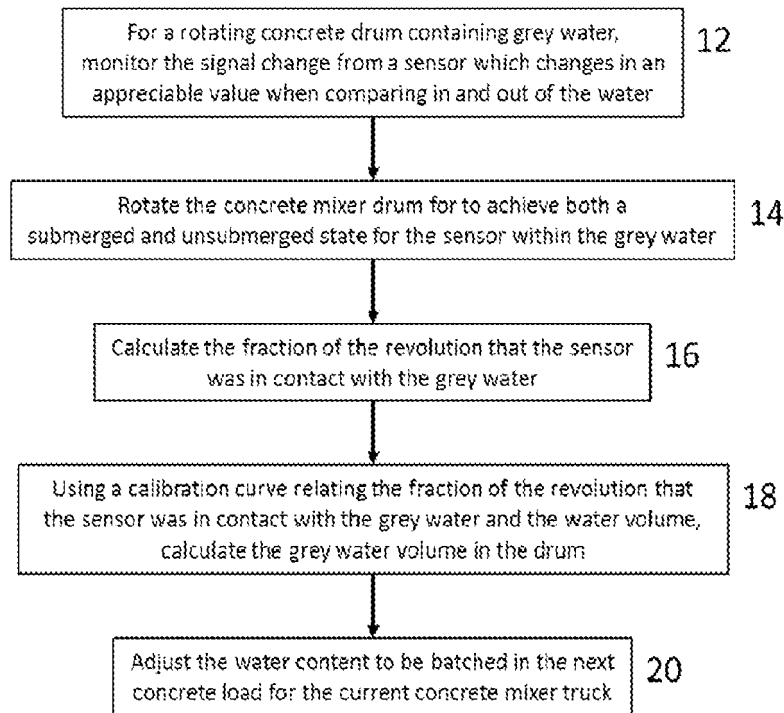 For a rotating concrete drum containing grey water,
monitor the signal change from a sensor which changes in an
appreciable value when comparing in and out of the water
12
Rotate the concrete mixer drum for to achieve both a
submerged and unsubmerged state for the sensor within the grey water
14
Calculate the fraction of the revolution that the sensor
was in contact with the grey water
16
Using a calibration curve relating the fraction of the revolution that
the sensor was in contact with the grey water and the water volume,
calculate the grey water volume in the drum
18
Adjust the water content to be batched in the next
concrete load for the current concrete mixer truck
20